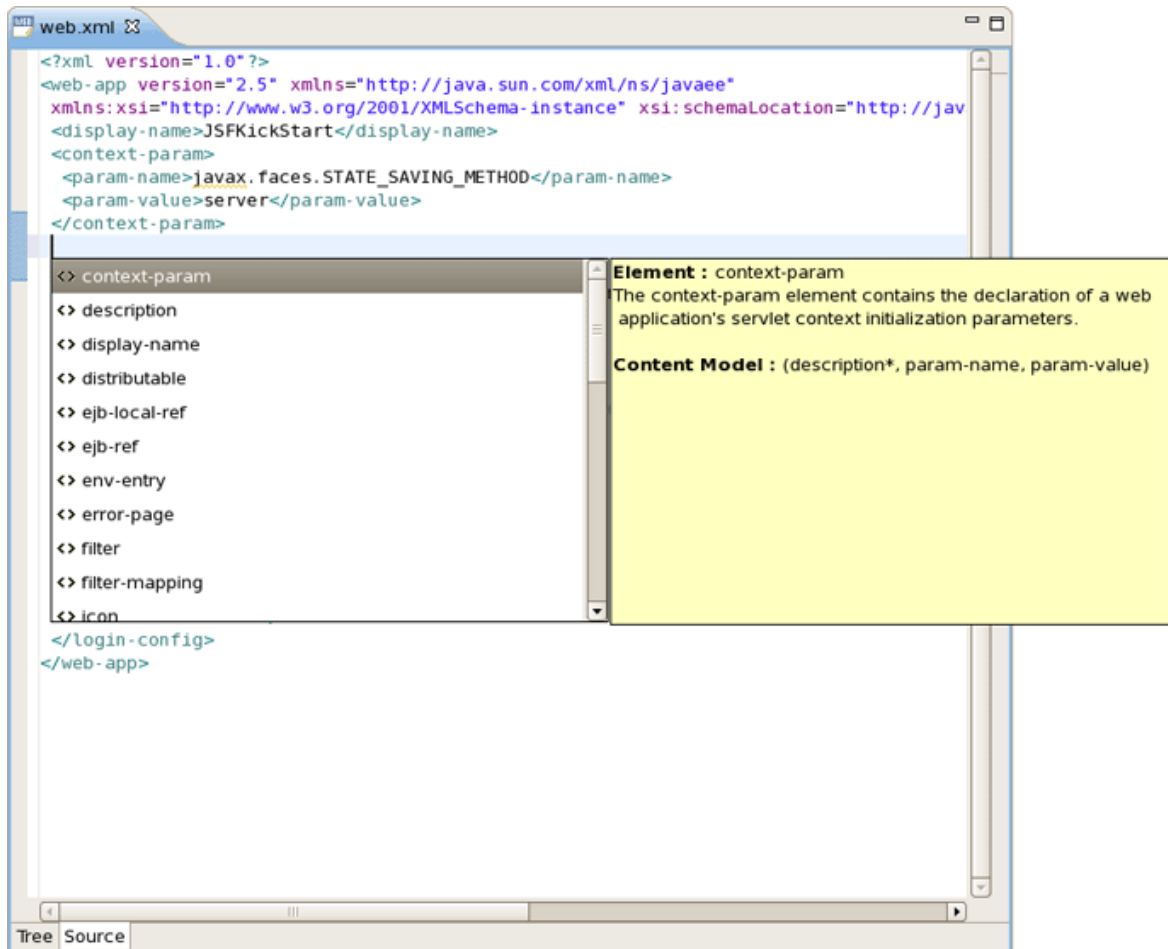 web.xml
<?xml version="1.0"?>
<web-app version="2.5" xmlns="http://java.sun.com/xml/ns/javaee"
xmlns:xsi="http://www.w3.org/2001/XMLSchema-instance" xsi:schemaLocation="http://jav
<display-name>JSFKickStart</display-name>
<context-param>
<param-name>javax.faces.STATE_SAVING_METHOD</param-name>
<param-value>server</param-value>
</context-param>
<> context-param
<> description
<> display-name
<> distributable
<> ejb-local-ref
<> ejb-ref
<> env-entry
<> error-page
<> filter
<> filter-mapping
<> icon
Element : context-param
The context-param element contains the declaration of a web
application's servlet context initialization parameters.
Content Model : (description*, param-name, param-value)
</login-config>
</web-app>
Tree Source